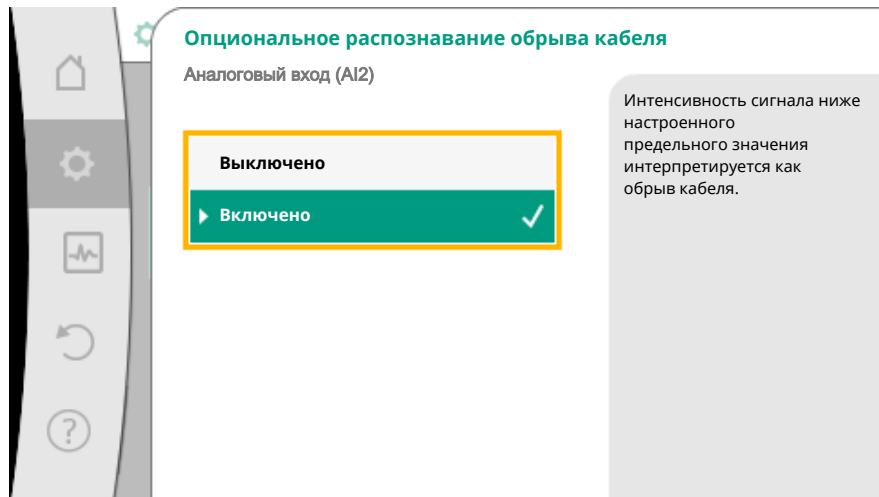 Опциональное распознавание обрыва кабеля
Аналоговый вход (AI2)
Выключено
Включено
Интенсивность сигнала ниже
настроенного
предельного значения
интерпретируется как
обрыв кабеля.
?